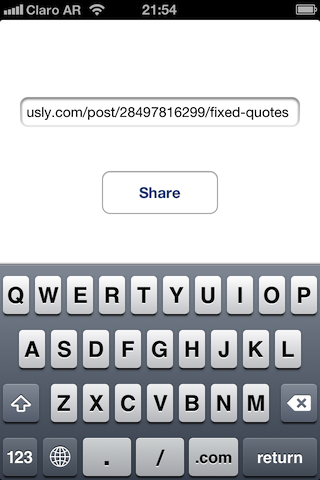 Claro AR 21:54
usly.com/post/28497816299/fixed-quotes
Share
Q W E R T Y U I O P
A S D F G H J K L
Z X C V B N M
123 . / .com return